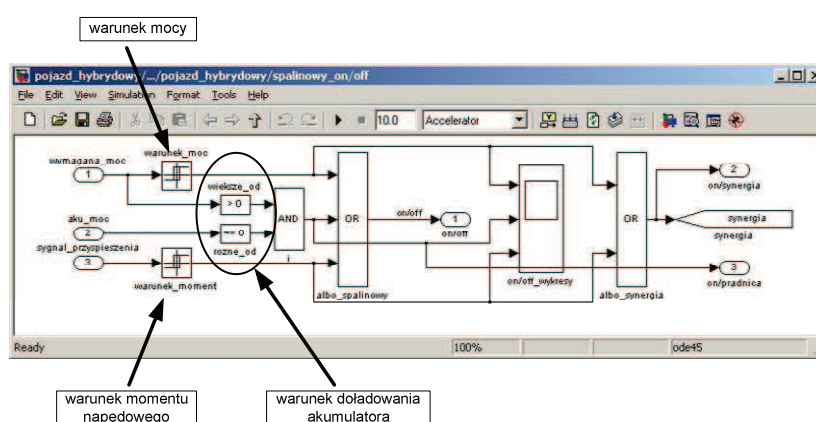 warunek mocy
pojazd_hybrydowy/.../pojazd_hybrydowy/spalinowy_on/off
File Edit View Simulation Format Tools Help
10.0 Accelerator
warunek_moc
wymagana_moc
1
wieksze_od
> 0
aku_moc
2
~= 0
rozne_od
sygnal_przyspieszenia
3
warunek_moment
AND
i
OR
albo_spalinowy
on/off
1
on/off
on/off_wykresy
OR
albo_synergia
2
on/synergia
synergia
synergia
3
on/pradnica
Ready 100% ode45
warunek momentu
napędowego
warunek doładowania
akumulatora